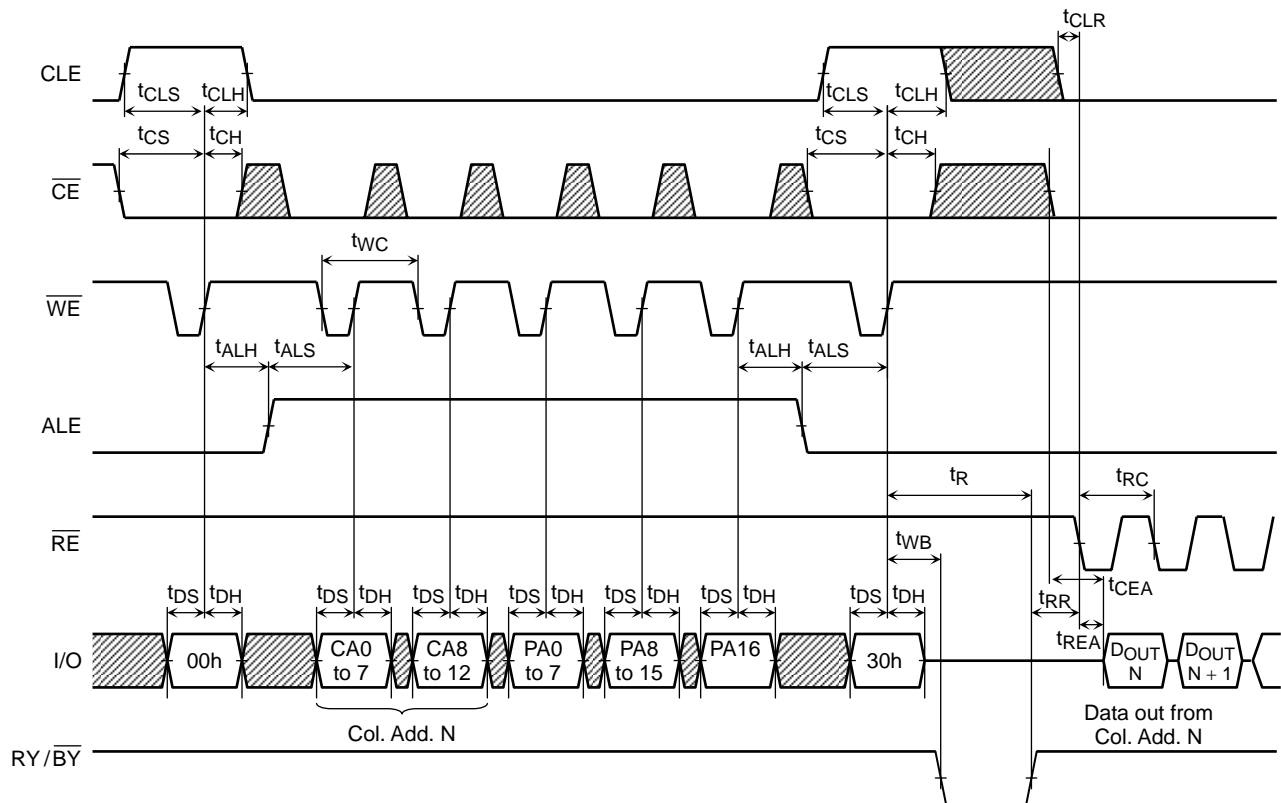 tCLR
CLE
tCLS tCLH tCLS tCLH
tCS tCH tCS tCH
CE
tWC
WE
tALH tALS tALH tALS
ALE
tR tRC
RE
tWB
tCEA
tDS tDH tDS tDH tDS tDH tDS tDH tDS tDH tDS tDH tDS tDH tRR
tREA
I/O 00h CA0 to 7 CA8 to 12 PA0 to 7 PA8 to 15 PA16 30h DOUT N DOUT N + 1
Col. Add. N
Data out from
Col. Add. N
RY/BY